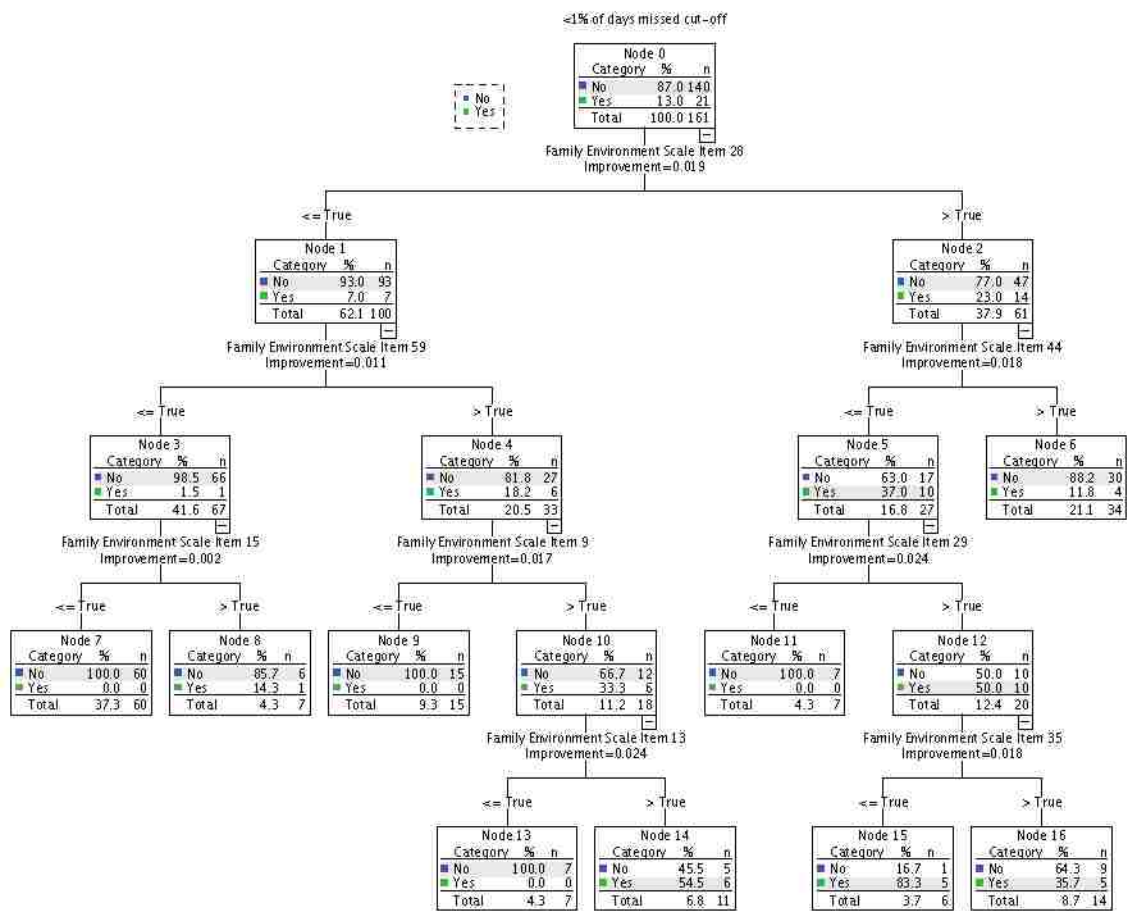 <1% of days missed cut-off
Node 0
Category % n
No 87.0 140
Yes 13.0 21
Total 100.0 161
No
Yes
Family Environment Scale Item 28
Improvement=0.019
<= True
> True
Node 1
Category % n
No 93.0 93
Yes 7.0 7
Total 62.1 100
Node 2
Category % n
No 77.0 47
Yes 23.0 14
Total 37.9 61
Family Environment Scale Item 59
Improvement=0.011
Family Environment Scale Item 44
Improvement=0.018
<= True
> True
<= True
> True
Node 3
Category % n
No 98.5 66
Yes 1.5 1
Total 41.6 67
Node 4
Category % n
No 81.8 27
Yes 18.2 6
Total 20.5 33
Node 5
Category % n
No 63.0 17
Yes 37.0 10
Total 16.8 27
Node 6
Category % n
No 88.2 30
Yes 11.8 4
Total 21.1 34
Family Environment Scale Item 15
Improvement=0.002
Family Environment Scale Item 9
Improvement=0.017
Family Environment Scale Item 29
Improvement=0.024
<= True
> True
<= True
> True
<= True
> True
Node 7
Category % n
No 100.0 60
Yes 0.0 0
Total 37.3 60
Node 8
Category % n
No 85.7 6
Yes 14.3 1
Total 4.3 7
Node 9
Category % n
No 100.0 15
Yes 0.0 0
Total 9.3 15
Node 10
Category % n
No 66.7 12
Yes 33.3 6
Total 11.2 18
Node 11
Category % n
No 100.0 7
Yes 0.0 0
Total 4.3 7
Node 12
Category % n
No 50.0 10
Yes 50.0 10
Total 12.4 20
Family Environment Scale Item 13
Improvement=0.024
Family Environment Scale Item 35
Improvement=0.018
<= True
> True
<= True
> True
Node 13
Category % n
No 100.0 7
Yes 0.0 0
Total 4.3 7
Node 14
Category % n
No 45.5 5
Yes 54.5 6
Total 6.8 11
Node 15
Category % n
No 16.7 1
Yes 83.3 5
Total 3.7 6
Node 16
Category % n
No 64.3 9
Yes 35.7 5
Total 8.7 14